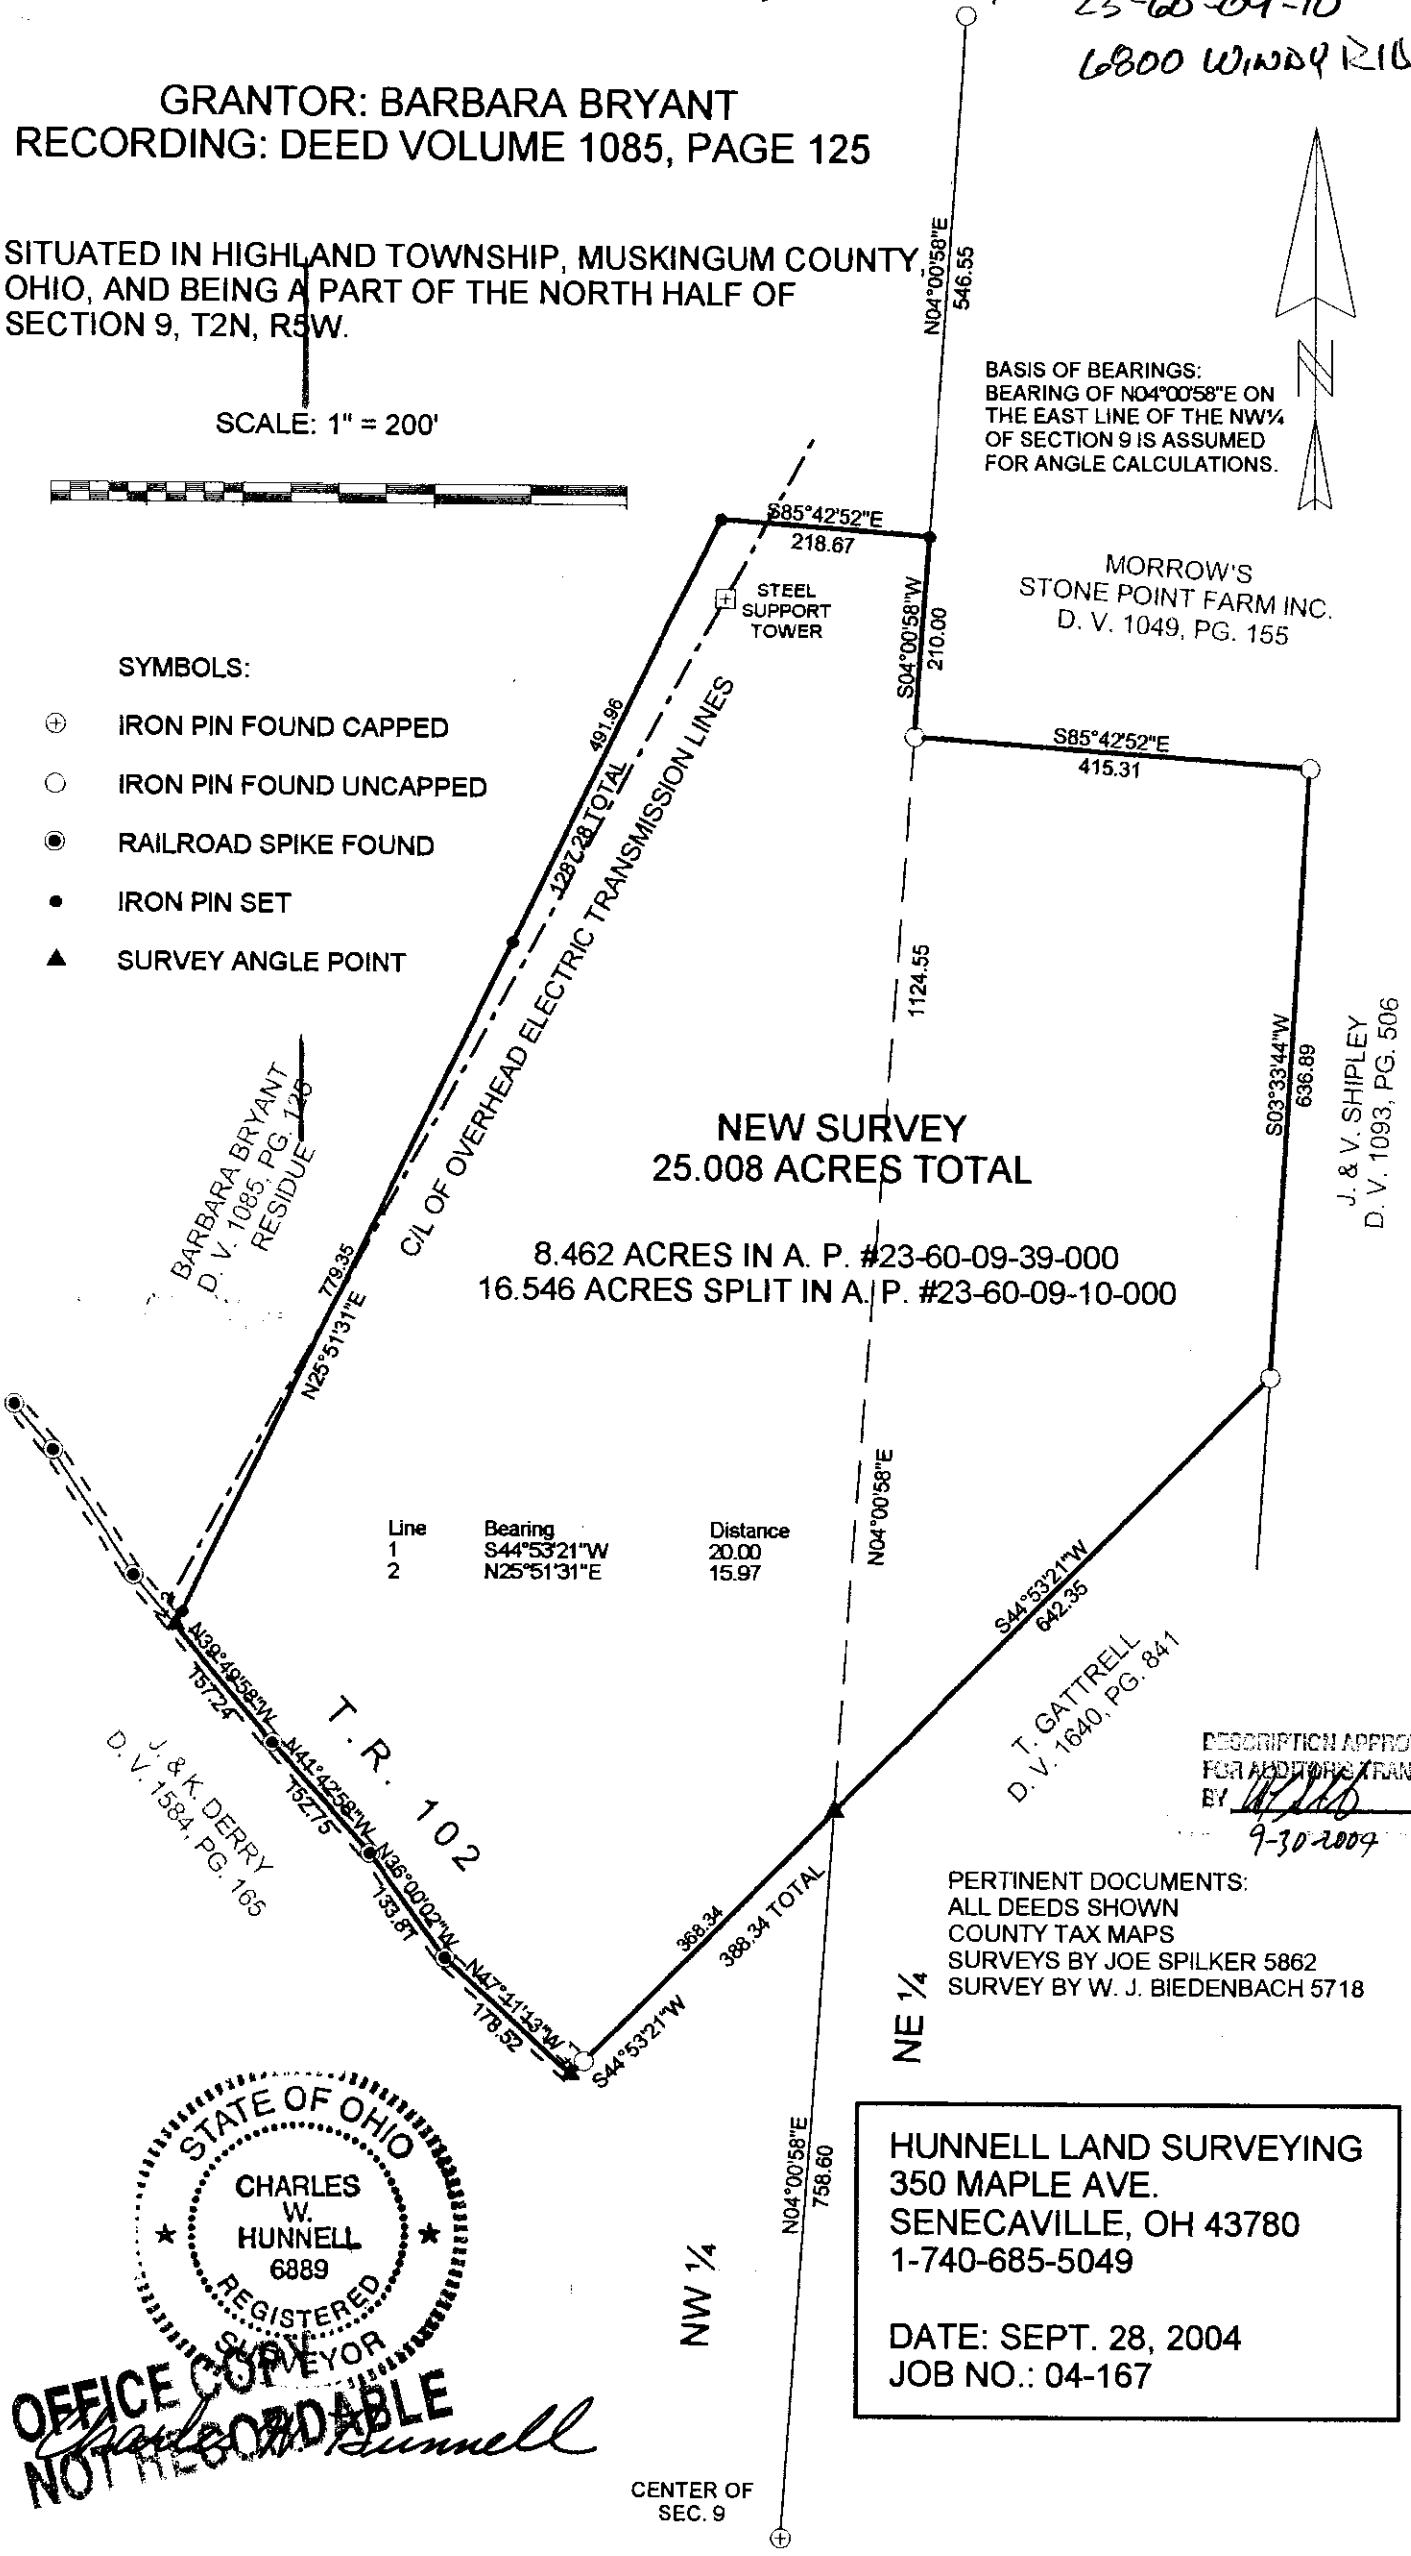 6800 WINDY
GRANTOR: BARBARA BRYANT
RECORDING: DEED VOLUME 1085, PAGE 125
SITUATED IN HIGHLAND TOWNSHIP, MUSKINGUM COUNTY,
OHIO, AND BEING A PART OF THE NORTH HALF OF
SECTION 9, T2N, R5W.
SCALE: 1" = 200'
N04°00'58"E
546.55
N
BASIS OF BEARINGS:
BEARING OF N04°00'58"E ON
THE EAST LINE OF THE NW¼
OF SECTION 9 IS ASSUMED
FOR ANGLE CALCULATIONS.
S85°42'52"E
218.67
STEEL
SUPPORT
TOWER
S04°00'58"W
210.00
MORROW'S
STONE POINT FARM INC.
D. V. 1049, PG. 155
SYMBOLS:
IRON PIN FOUND CAPPED
IRON PIN FOUND UNCAPPED
RAILROAD SPIKE FOUND
IRON PIN SET
SURVEY ANGLE POINT
491.96
1287.28 TOTAL
C/L OF OVERHEAD ELECTRIC TRANSMISSION LINES
S85°42'52"E
415.31
1124.55
S03°33'44"W
636.89
J. & V. SHIPLEY
D. V. 1093, PG. 506
BARBARA BRYANT
D. V. 1085, PG. 125
RESIDUE
NEW SURVEY
25.008 ACRES TOTAL
8.462 ACRES IN A. P. #23-60-09-39-000
16.546 ACRES SPLIT IN A. P. #23-60-09-10-000
779.35
N25°51'31"E
Line Bearing Distance
1 S44°53'21"W 20.00
2 N25°51'31"E 15.97
N04°00'58"E
S44°53'21"W
642.35
T. GATTRELL
D. V. 1640, PG. 841
2
N39°49'58"W
157.24
N41°42'58"W
152.75
N36°00'02"W
133.87
N47°11'13"W
178.52
T. R. 102
J. & K. DERRY
D. V. 1584, PG. 165
368.34
388.34 TOTAL
S44°53'21"W
DESCRIPTION
FOR AUDITORS
BY
9-30-2004
PERTINENT DOCUMENTS:
ALL DEEDS SHOWN
COUNTY TAX MAPS
SURVEYS BY JOE SPILKER 5862
SURVEY BY W. J. BIEDENBACH 5718
NE ¼
N04°00'58"E
758.60
NW ¼
STATE OF OHIO
CHARLES
W.
HUNNELL
6889
REGISTERED
SURVEYOR
OFFICE COPY
NOT RECORDABLE
Charles W. Hunnell
HUNNELL LAND SURVEYING
350 MAPLE AVE.
SENECAVILLE, OH 43780
1-740-685-5049
DATE: SEPT. 28, 2004
JOB NO.: 04-167
CENTER OF
SEC. 9